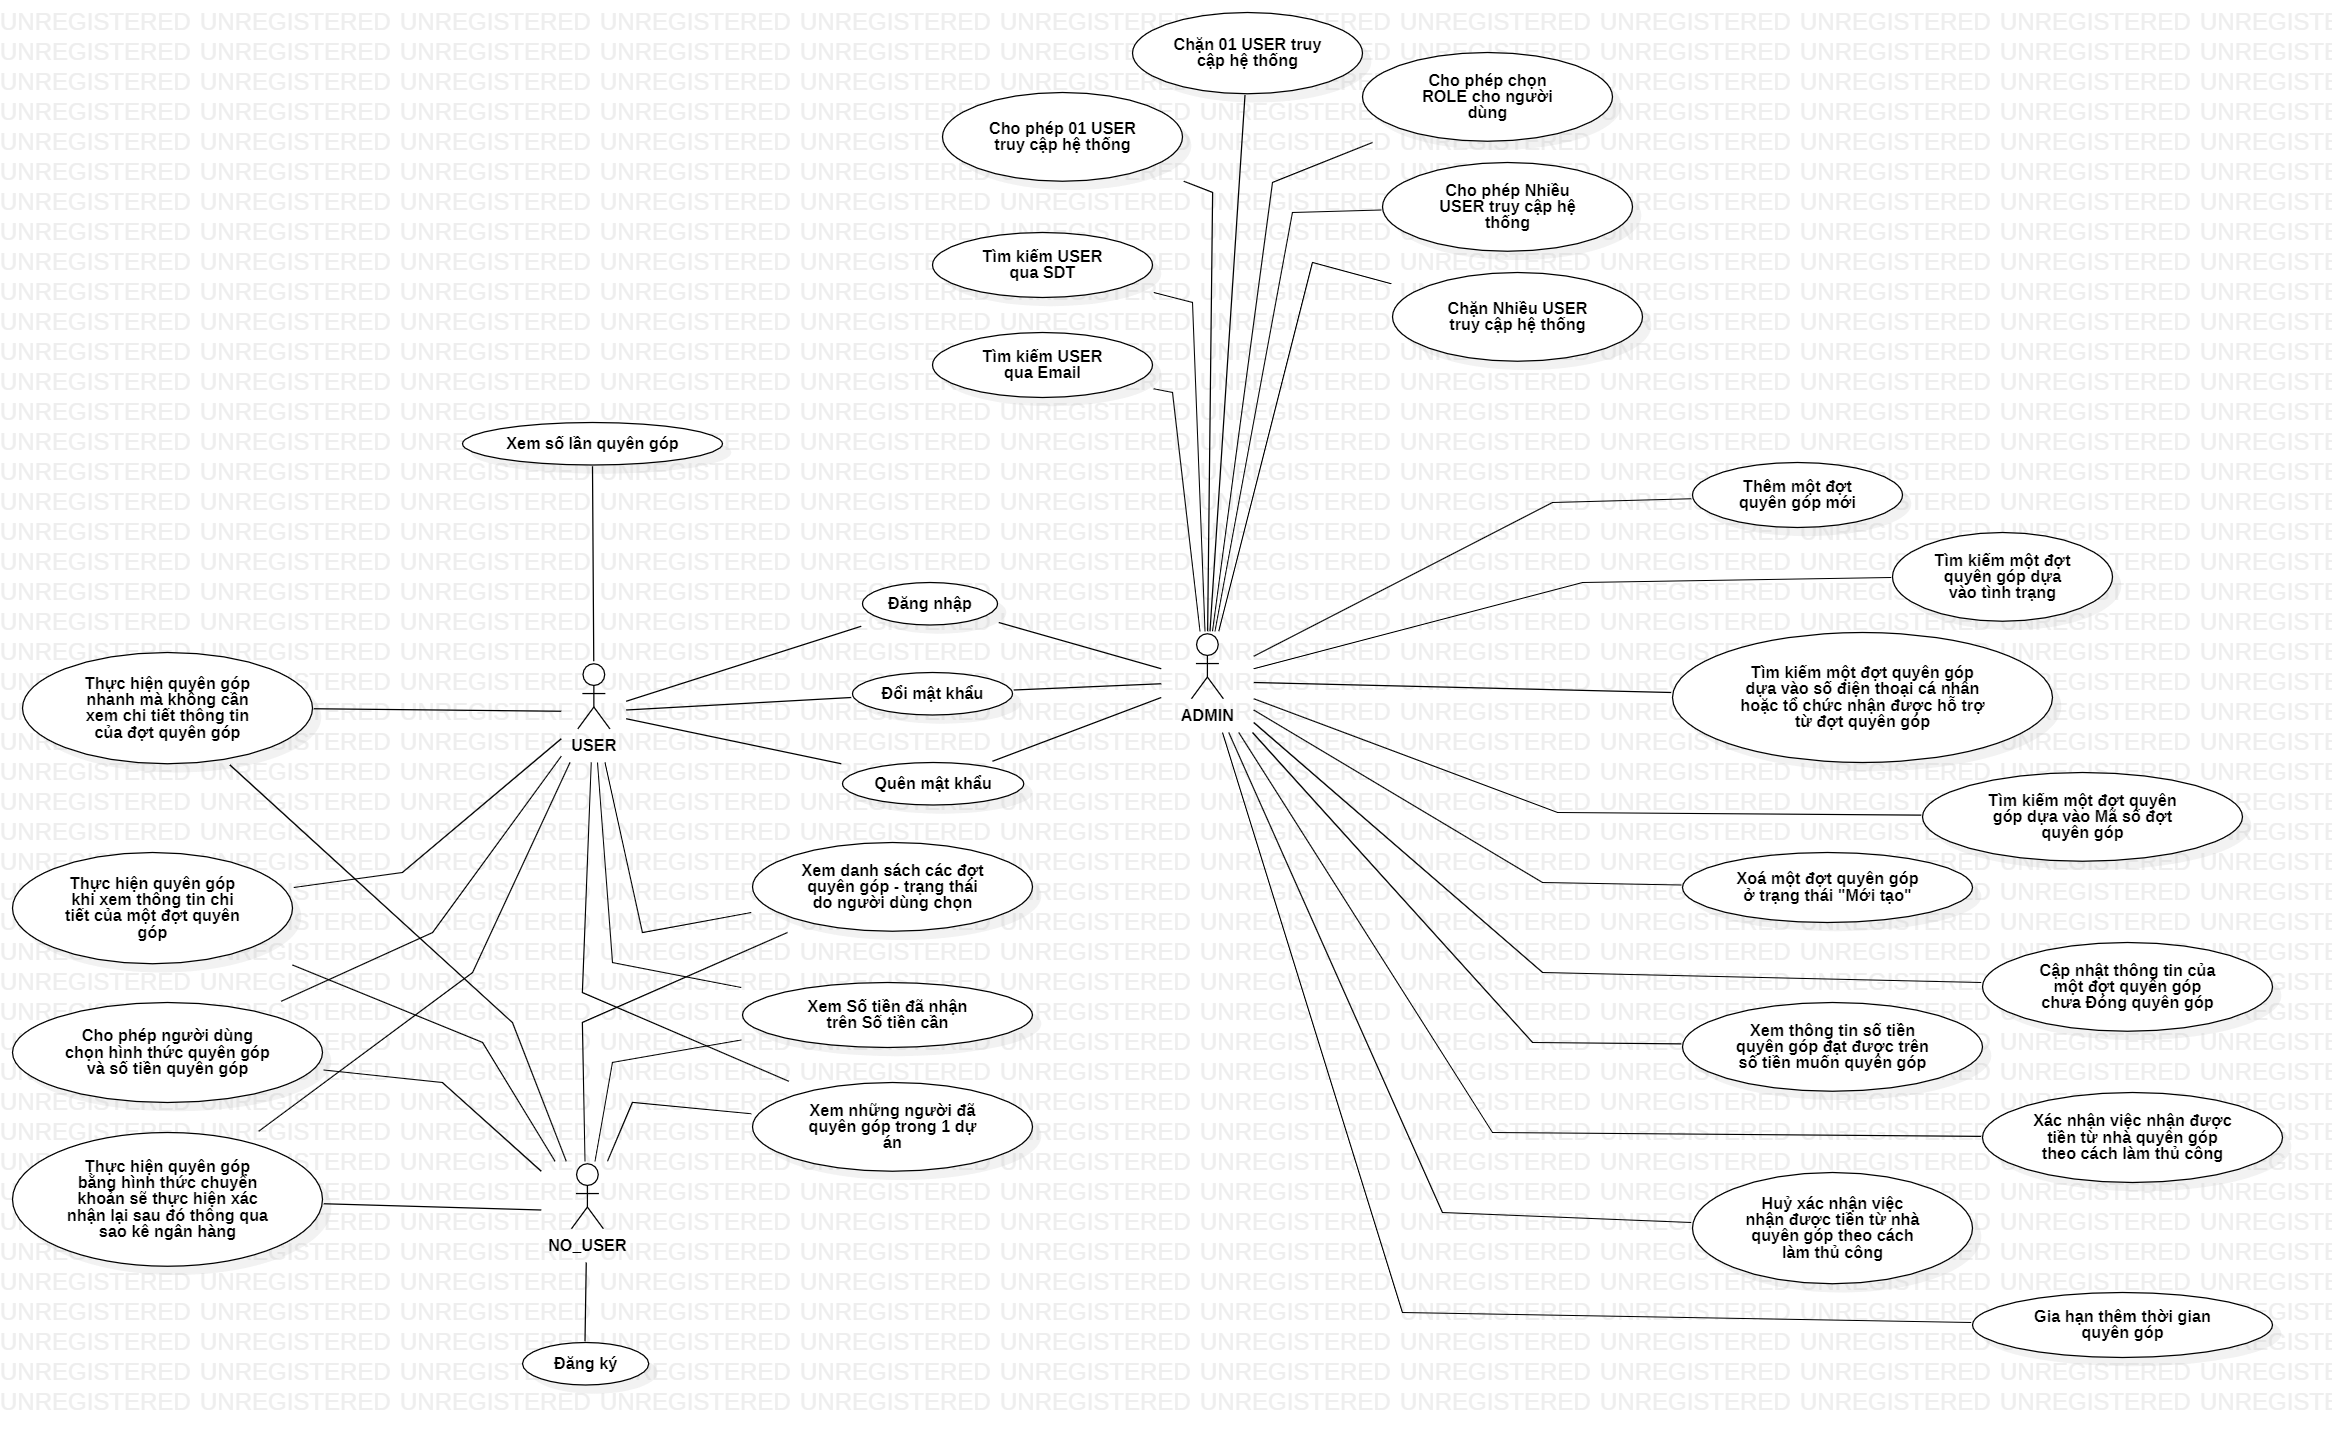 Chặn 01 USER truy
cập hệ thống
Cho phép chọn
ROLE cho người
dùng
Cho phép 01 USER
truy cập hệ thống
Cho phép Nhiều
USER truy cập hệ
thống
Tìm kiếm USER
qua SDT
Chặn Nhiều USER
truy cập hệ thống
Tìm kiếm USER
qua Email
Xem số lần quyên góp
Thêm một đợt
quyên góp mới
Tìm kiếm một đợt
quyên góp dựa
vào tình trạng
Đăng nhập
Thực hiện quyên góp
nhanh mà không cần
xem chi tiết thông tin
của đợt quyên góp
USER
Đổi mật khẩu
ADMIN
Tìm kiếm một đợt quyên góp
dựa vào số điện thoại cá nhân
hoặc tổ chức nhận được hỗ trợ
từ đợt quyên góp
Quên mật khẩu
Tìm kiếm một đợt quyên
góp dựa vào Mã số đợt
quyên góp
Xem danh sách các đợt
quyên góp - trạng thái
do người dùng chọn
Xoá một đợt quyên góp
ở trạng thái "Mới tạo"
Thực hiện quyên góp
khi xem thông tin chi
tiết của một đợt quyên
góp
Cập nhật thông tin của
một đợt quyên góp
chưa Đóng quyên góp
Xem Số tiền đã nhận
trên Số tiền cần
Cho phép người dùng
chọn hình thức quyên góp
và số tiền quyên góp
Xem thông tin số tiền
quyên góp đạt được trên
số tiền muốn quyên góp
Xem những người đã
quyên góp trong 1 dự
án
Xác nhận việc nhận được
tiền từ nhà quyên góp
theo cách làm thủ công
Thực hiện quyên góp
bằng hình thức chuyển
khoản sẽ thực hiện xác
nhận lại sau đó thông qua
sao kê ngân hàng
NO_USER
Huỷ xác nhận việc
nhận được tiền từ nhà
quyên góp theo cách
làm thủ công
Gia hạn thêm thời gian
quyên góp
Đăng ký